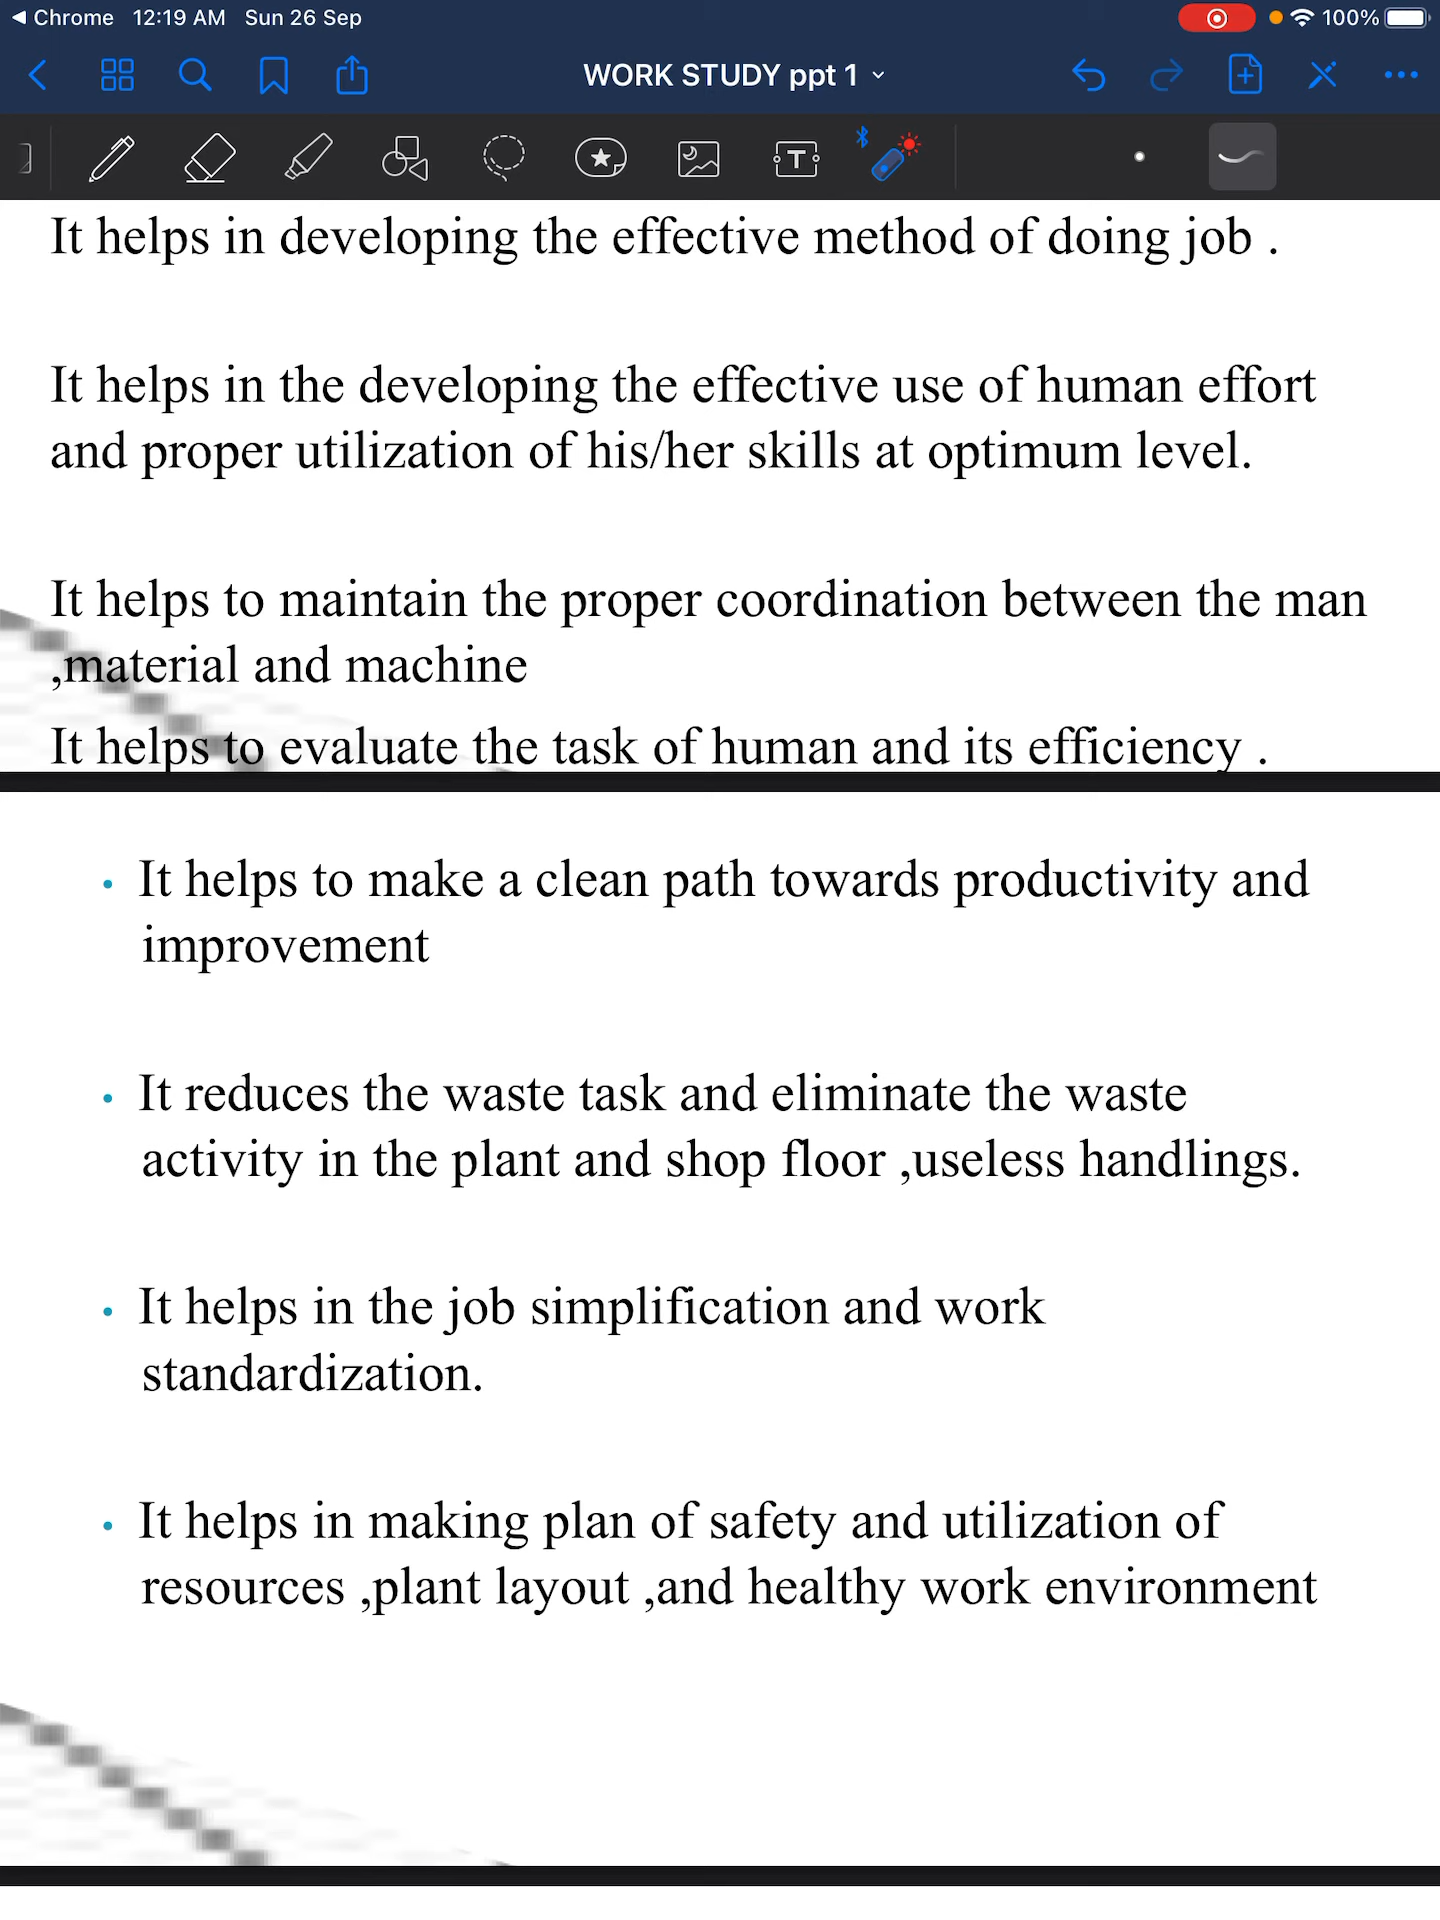 Chrome 12:19 AM Sun 26 Sep 100%
WORK STUDY ppt 1
T
It helps in developing the effective method of doing job .
It helps in the developing the effective use of human effort
and proper utilization of his/her skills at optimum level.
It helps to maintain the proper coordination between the man
,material and machine
It helps to evaluate the task of human and its efficiency .
• It helps to make a clean path towards productivity and
improvement
• It reduces the waste task and eliminate the waste
activity in the plant and shop floor ,useless handlings.
• It helps in the job simplification and work
standardization.
• It helps in making plan of safety and utilization of
resources ,plant layout ,and healthy work environment